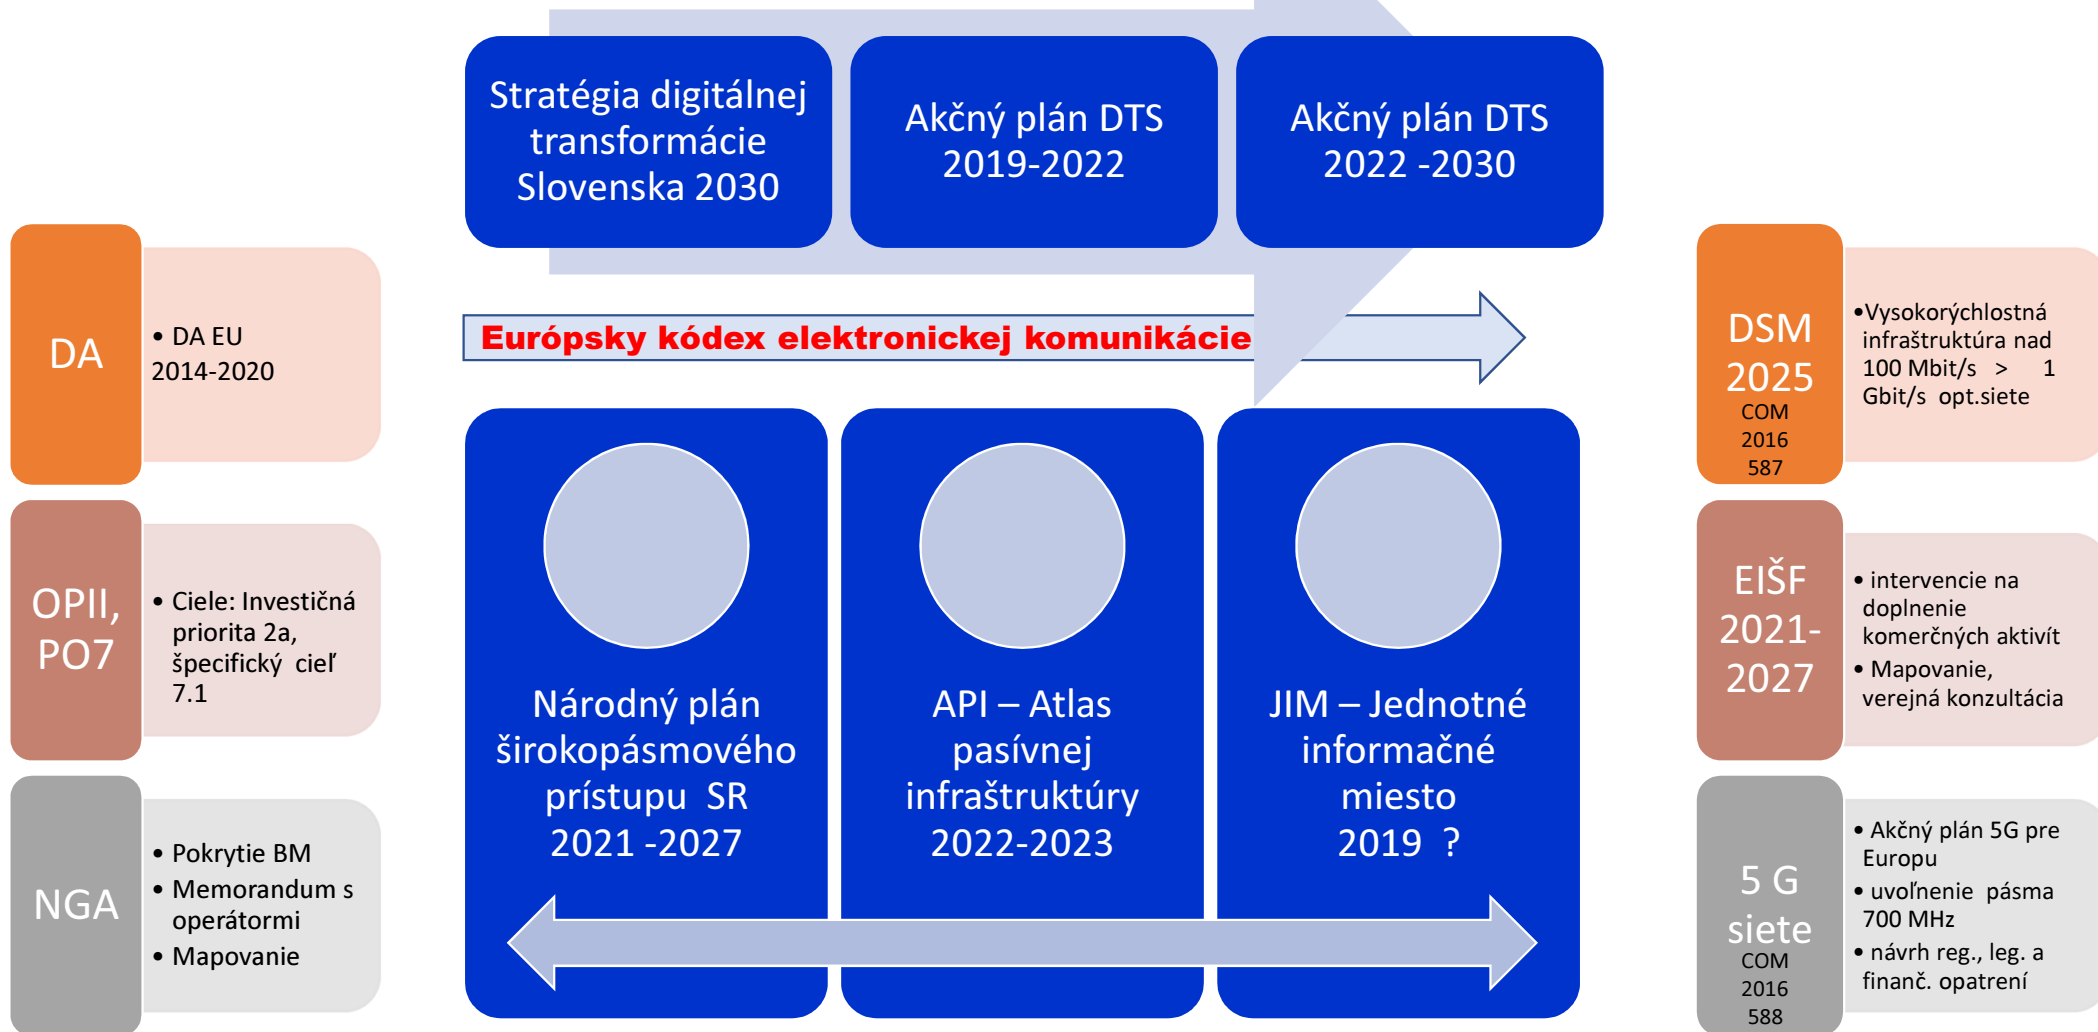 Stratégia digitálnej
transformácie
Slovenska 2030
Akčný plán DTS
2019-2022
Akčný plán DTS
2022 -2030
Európsky kódex elektronickej komunikácie
DA
• DA EU
2014-2020
OPII,
PO7
• Ciele: Investičná
priorita 2a,
špecifický cieľ
7.1
NGA
• Pokrytie BM
• Memorandum s
operátormi
• Mapovanie
Národný plán
širokopásmového
prístupu SR
2021 -2027
API – Atlas
pasívnej
infraštruktúry
2022-2023
JIM – Jednotné
informačné
miesto
2019 ?
DSM
2025
COM
2016
587
•Vysokorýchlostná
infraštruktúra nad
100 Mbit/s > 1
Gbit/s opt.siete
EIŠF
2021-
2027
• intervencie na
doplnenie
komerčných aktivít
• Mapovanie,
verejná konzultácia
5 G
siete
COM
2016
588
• Akčný plán 5G pre
Europu
• uvoľnenie pásma
700 MHz
• návrh reg., leg. a
finanč. opatrení